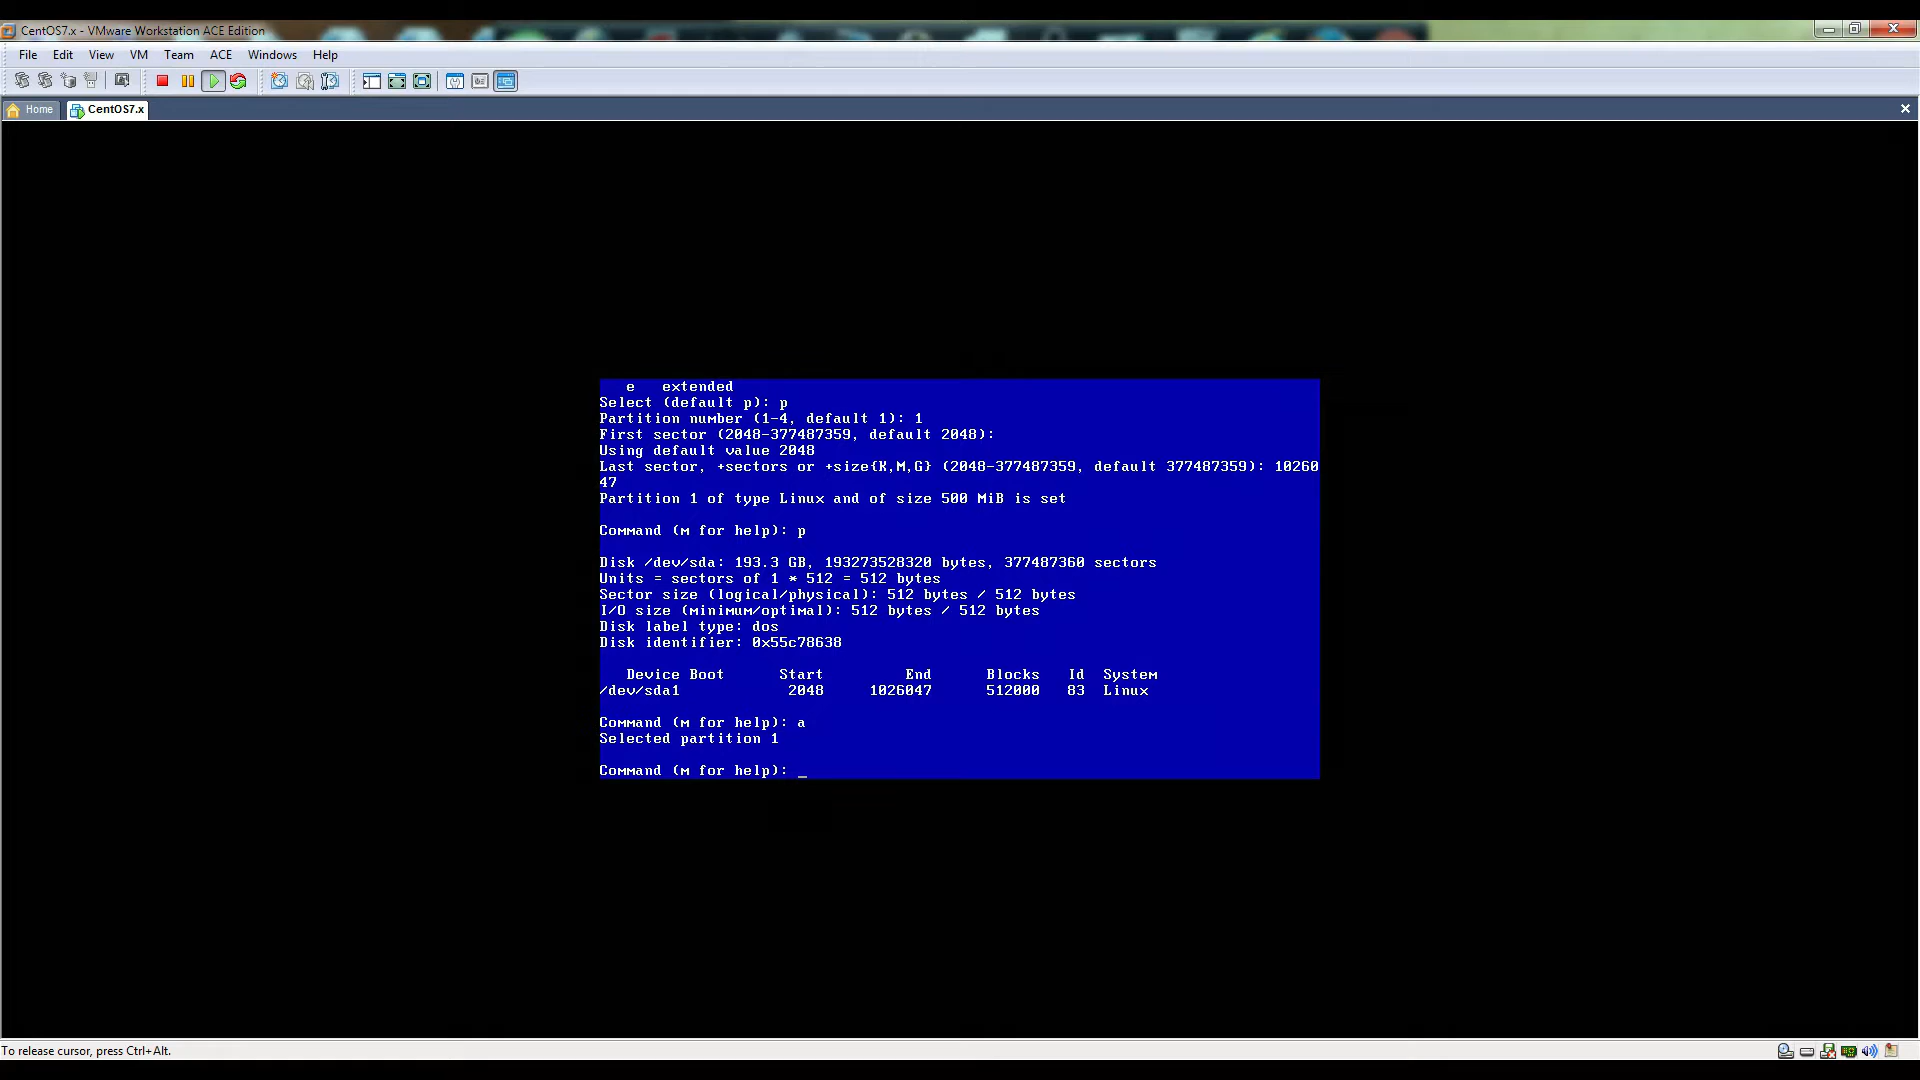 CentOS7.x - VMware Workstation ACE Edition
File Edit View VM Team ACE Windows Help
Home CentOS7.x
   e   extended
Select (default p): p
Partition number (1-4, default 1): 1
First sector (2048-377487359, default 2048):
Using default value 2048
Last sector, +sectors or +size{K,M,G} (2048-377487359, default 377487359): 10260
47
Partition 1 of type Linux and of size 500 MiB is set
Command (m for help): p
Disk /dev/sda: 193.3 GB, 193273528320 bytes, 377487360 sectors
Units = sectors of 1 * 512 = 512 bytes
Sector size (logical/physical): 512 bytes / 512 bytes
I/O size (minimum/optimal): 512 bytes / 512 bytes
Disk label type: dos
Disk identifier: 0x55c78638
   Device Boot      Start         End      Blocks   Id  System
/dev/sda1            2048     1026047      512000   83  Linux
Command (m for help): a
Selected partition 1
Command (m for help): _
To release cursor, press Ctrl+Alt.